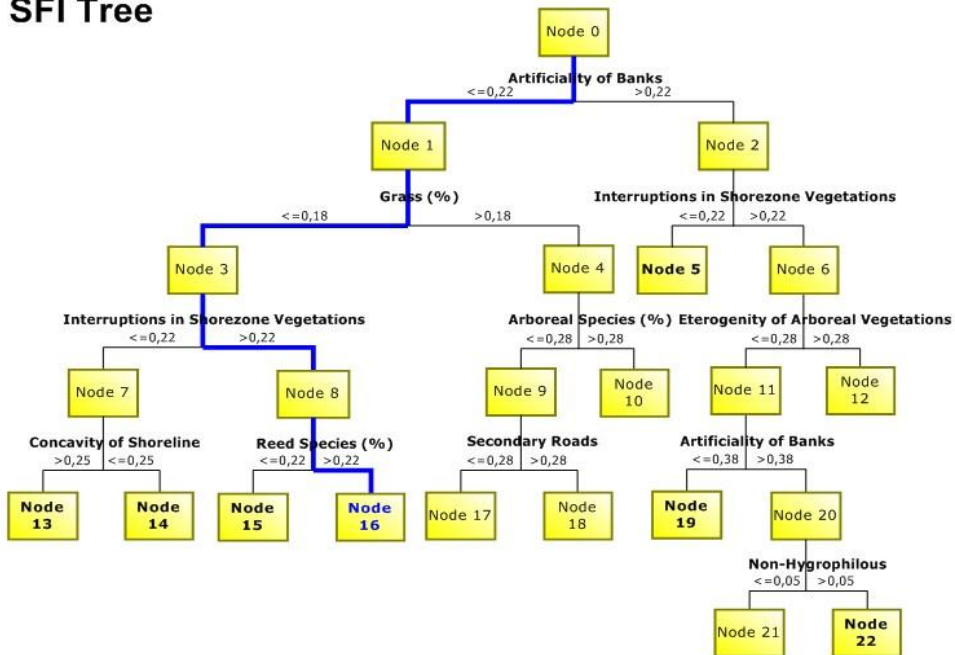 SFI Tree
Node 0
Artificiality of Banks
<=0,22 >0,22
Node 1 Node 2
Grass (%) Interruptions in Shorezone Vegetations
<=0,18 >0,18 <=0,22 >0,22
Node 3 Node 4 Node 5 Node 6
Interruptions in Shorezone Vegetations Arboreal Species (%) Eterogenity of Arboreal Vegetations
<=0,22 >0,22 <=0,28 >0,28 <=0,28 >0,28
Node 7 Node 8 Node 9 Node 10 Node 11 Node 12
Concavity of Shoreline Reed Species (%) Secondary Roads Artificiality of Banks
>0,25 <=0,25 <=0,22 >0,22 <=0,28 >0,28 <=0,38 >0,38
Node 13 Node 14 Node 15 Node 16 Node 17 Node 18 Node 19 Node 20
Non-Hygrophilous
<=0,05 >0,05
Node 21 Node 22